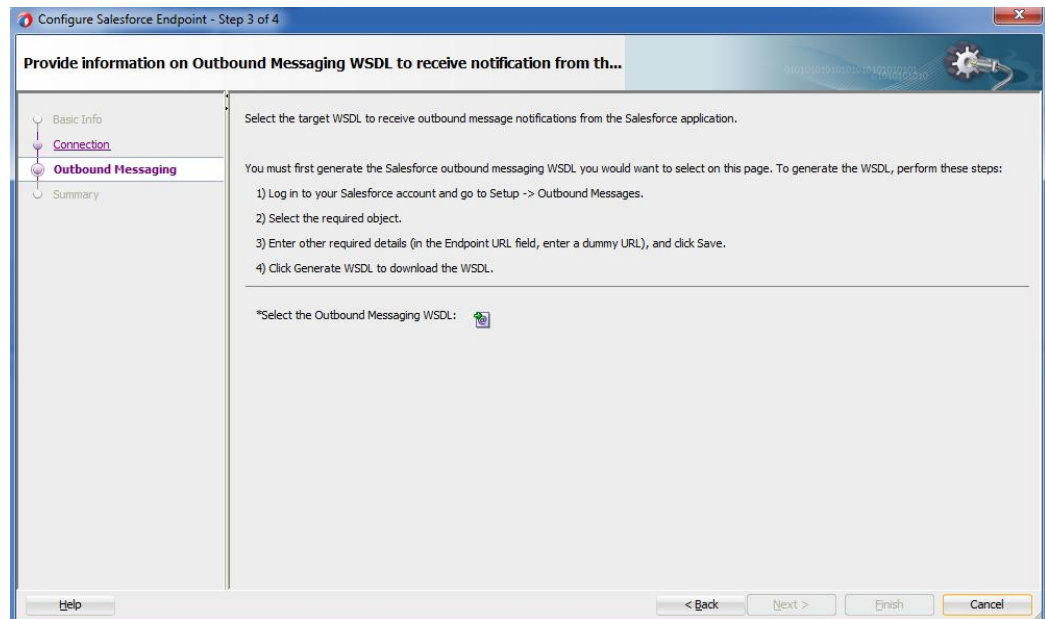 Configure Salesforce Endpoint - Step 3 of 4
Provide information on Outbound Messaging WSDL to receive notification from th...
Basic Info
Connection
Outbound Messaging
Summary
Select the target WSDL to receive outbound message notifications from the Salesforce application.
You must first generate the Salesforce outbound messaging WSDL you would want to select on this page. To generate the WSDL, perform these steps:
1) Log in to your Salesforce account and go to Setup -> Outbound Messages.
2) Select the required object.
3) Enter other required details (in the Endpoint URL field, enter a dummy URL), and click Save.
4) Click Generate WSDL to download the WSDL.
*Select the Outbound Messaging WSDL:
Help
< Back
Next >
Finish
Cancel